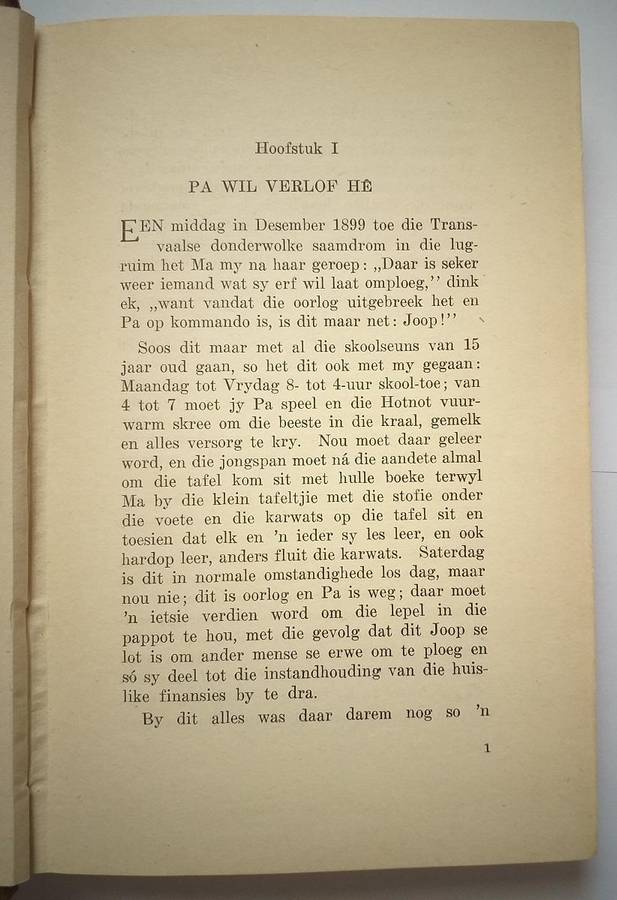 Hoofstuk I
PA WIL VERLOF HÊ
EEN middag in Desember 1899 toe die Trans-
vaalse donderwolke saamdrom in die lug-
ruim het Ma my na haar geroep: „Daar is seker
weer iemand wat sy erf wil laat omploeg,” dink
ek, „want vandat die oorlog uitgebreek het en
Pa op kommando is, is dit maar net: Joop!”
Soos dit maar met al die skoolseuns van 15
jaar oud gaan, so het dit ook met my gegaan:
Maandag tot Vrydag 8- tot 4-uur skool-toe; van
4 tot 7 moet jy Pa speel en die Hotnot vuur-
warm skree om die beeste in die kraal, gemelk
en alles versorg te kry. Nou moet daar geleer
word, en die jongspan moet ná die aandete almal
om die tafel kom sit met hulle boeke terwyl
Ma by die klein tafeltjie met die stofie onder
die voete en die karwats op die tafel sit en
toesien dat elk en ’n ieder sy les leer, en ook
hardop leer, anders fluit die karwats. Saterdag
is dit in normale omstandighede los dag, maar
nou nie; dit is oorlog en Pa is weg; daar moet
’n ietsie verdien word om die lepel in die
pappot te hou, met die gevolg dat dit Joop se
lot is om ander mense se erwe om te ploeg en
só sy deel tot die instandhouding van die huis-
like finansies by te dra.
By dit alles was daar darem nog so ’n
1